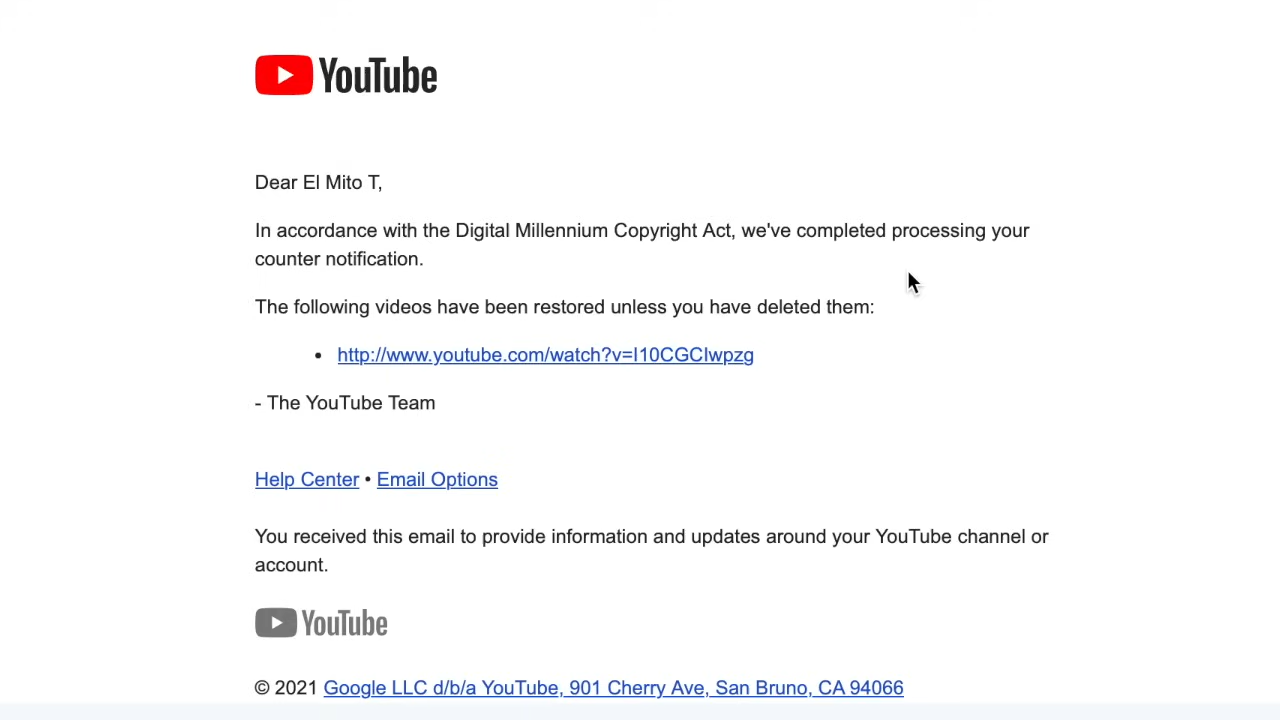 YouTube
Dear El Mito T,
In accordance with the Digital Millennium Copyright Act, we've completed processing your
counter notification.
The following videos have been restored unless you have deleted them:
• http://www.youtube.com/watch?v=I10CGCIwpzg
- The YouTube Team
Help Center • Email Options
You received this email to provide information and updates around your YouTube channel or
account.
YouTube
© 2021 Google LLC d/b/a YouTube, 901 Cherry Ave, San Bruno, CA 94066